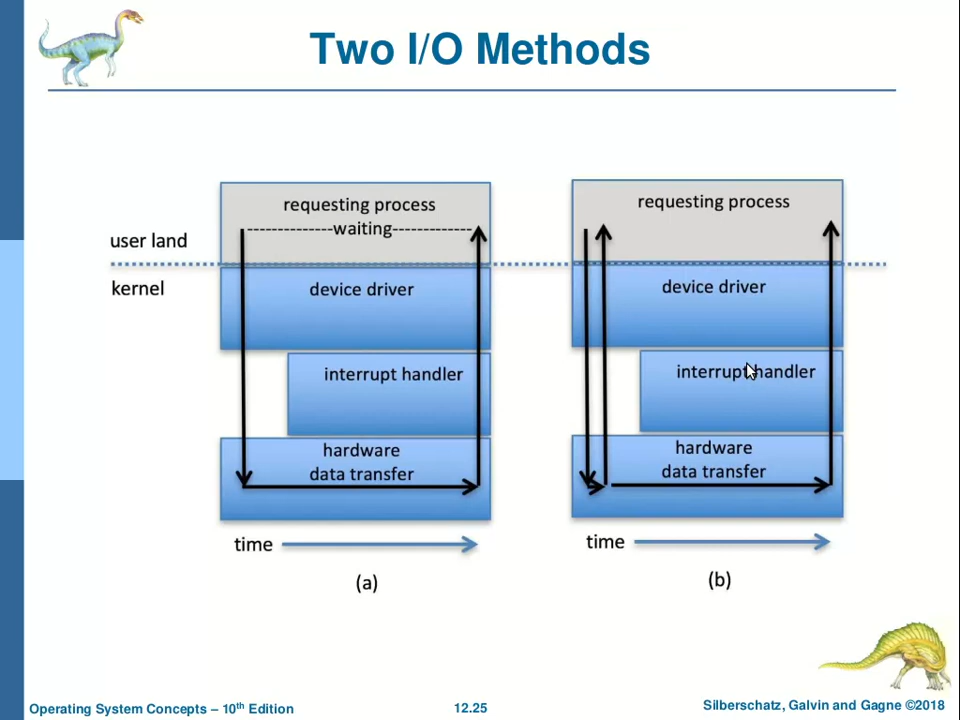 Two I/O Methods
requesting process
-------------waiting------------
user land
kernel
device driver
interrupt handler
hardware
data transfer
time
(a)
requesting process
device driver
interrupt handler
hardware
data transfer
time
(b)
Operating System Concepts – 10th Edition
12.25
Silberschatz, Galvin and Gagne ©2018